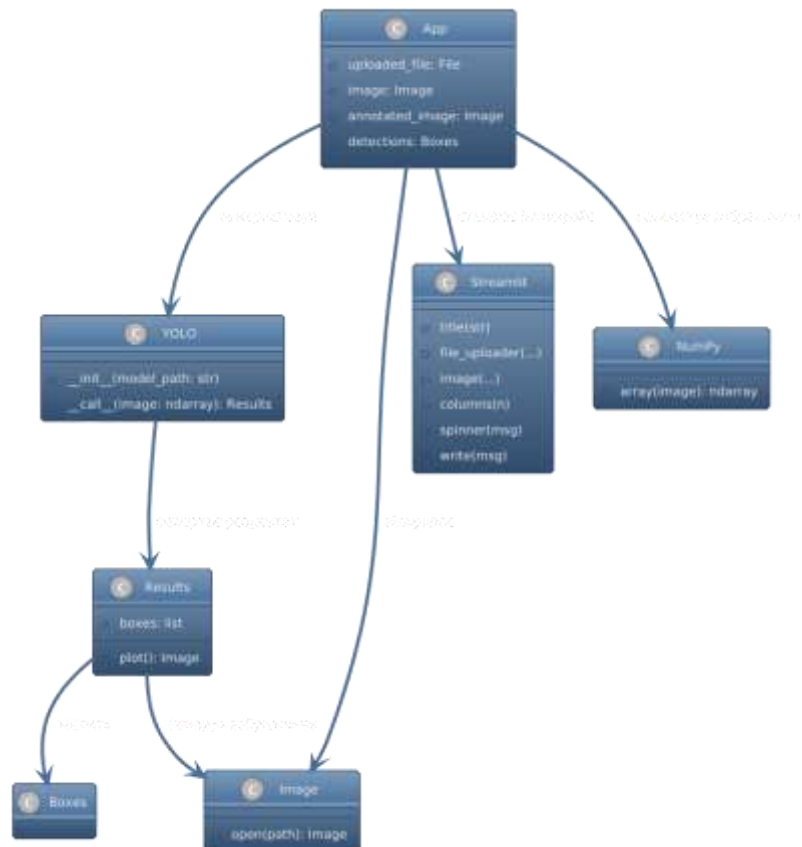 C App
uploaded_file: File
image: Image
annotated_image: Image
detections: Boxes
C YOLO
__init__(model_path: str)
__call__(image: ndarray): Results
C Streamlit
title(str)
file_uploader(...)
image(...)
columns(n)
spinner(msg)
write(msg)
C NumPy
array(image): ndarray
C Results
boxes: list
plot(): Image
C Boxes
C Image
open(path): Image